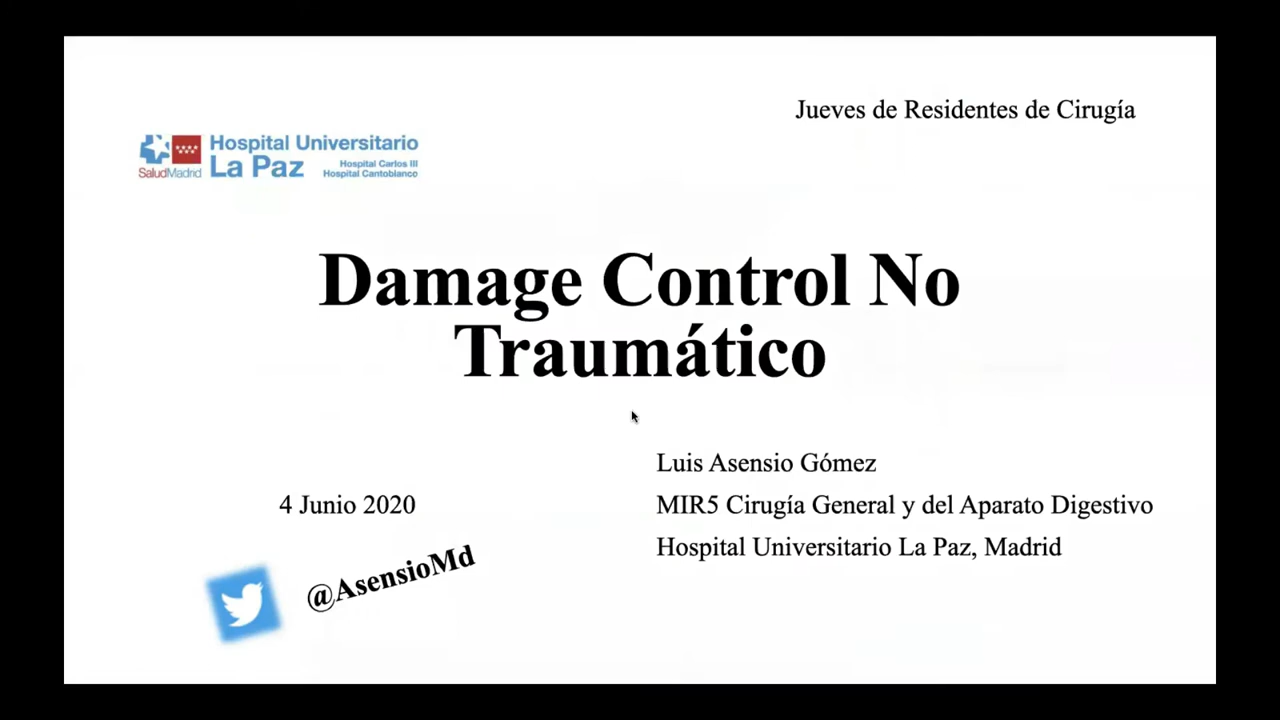 Jueves de Residentes de Cirugía
Hospital Universitario
La Paz
Hospital Carlos III
Hospital Cantoblanco
SaludMadrid
Damage Control No
Traumático
Luis Asensio Gómez
4 Junio 2020
MIR5 Cirugía General y del Aparato Digestivo
Hospital Universitario La Paz, Madrid
@AsensioMd